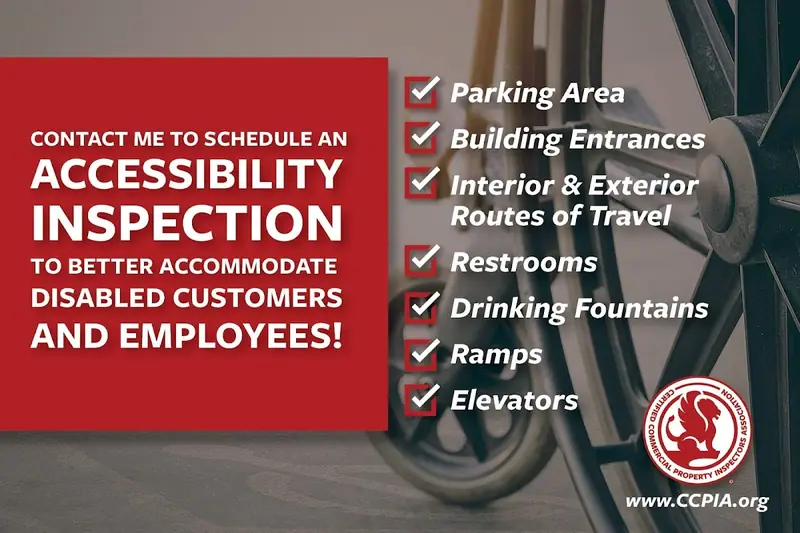 CONTACT ME TO SCHEDULE AN
ACCESSIBILITY
INSPECTION
TO BETTER ACCOMMODATE
DISABLED CUSTOMERS
AND EMPLOYEES!
Parking Area
Building Entrances
Interior & Exterior
Routes of Travel
Restrooms
Drinking Fountains
Ramps
Elevators
CERTIFIED COMMERCIAL PROPERTY INSPECTORS ASSOCIATION
©
www.CCPIA.org